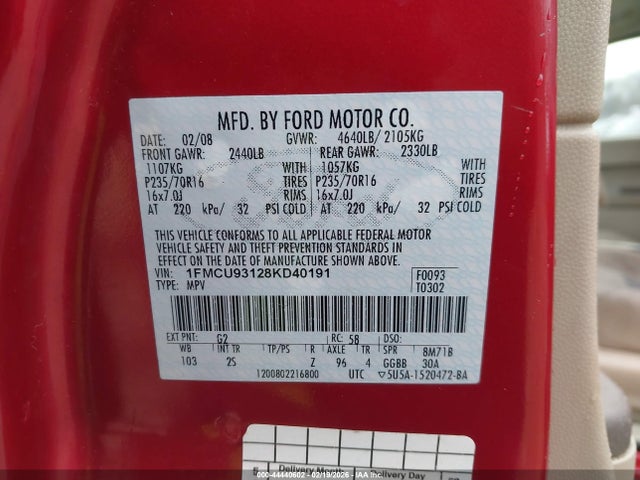 MFD. BY FORD MOTOR CO.
DATE: 02/08 GVWR: 4640LB/ 2105KG
FRONT GAWR: 2440LB REAR GAWR: 2330LB
1107KG WITH 1057KG WITH
P235/70R16 TIRES P235/70R16 TIRES
16x7.0J RIMS 16x7.0J RIMS
AT 220 kPa/ 32 PSI COLD AT 220 kPa/ 32 PSI COLD
THIS VEHICLE CONFORMS TO ALL APPLICABLE FEDERAL MOTOR
VEHICLE SAFETY AND THEFT PREVENTION STANDARDS IN
EFFECT ON THE DATE OF MANUFACTURE SHOWN ABOVE.
VIN: 1FMCU93128KD40191 F0093
TYPE: MPV T0302
EXT PNT: G2 RC: 58 DSO:
WB INT TR TP/PS R AXLE TR SPR 8M71B
103 2S Z 96 4 GGBB 30A
1200802216800 UTC ▽5U5A-1520472-BA
Delivery Month
000-44440602 - 02/19/2026 - IAAI.COM